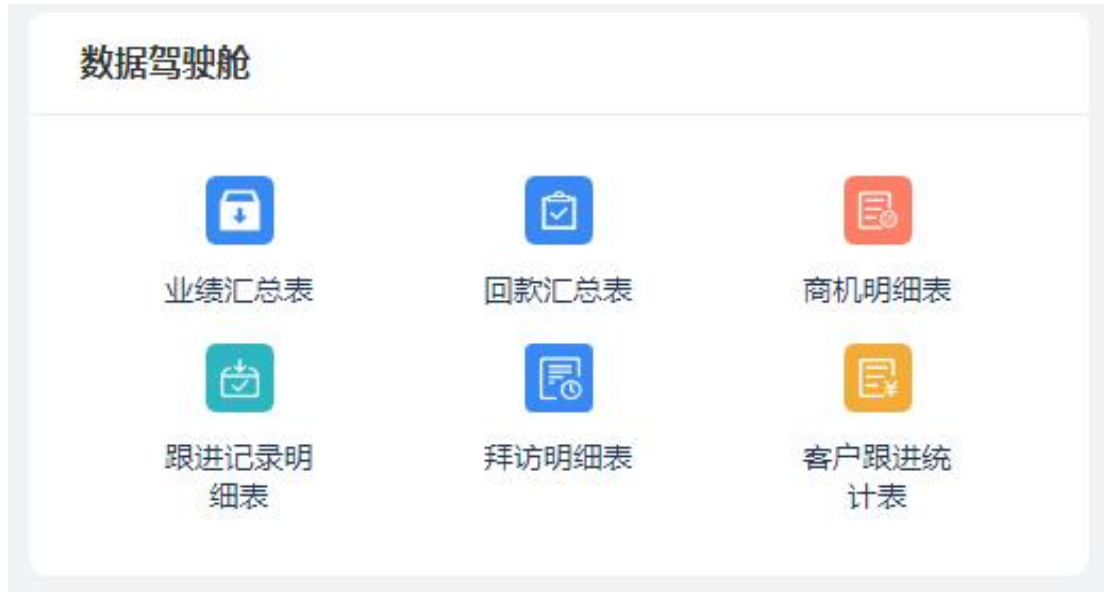 数据驾驶舱
业绩汇总表
回款汇总表
商机明细表
跟进记录明
细表
拜访明细表
客户跟进统
计表